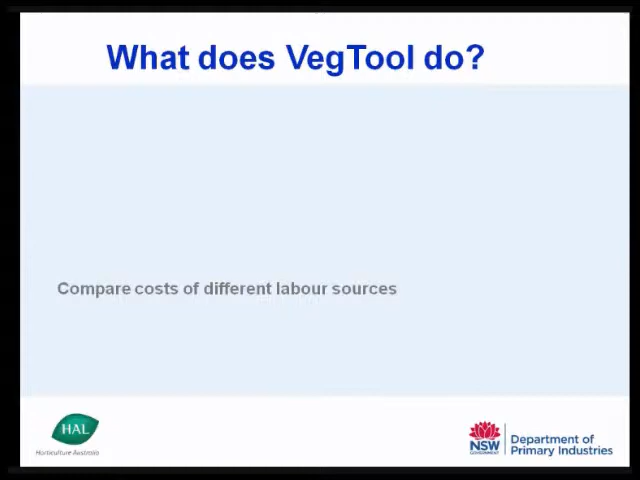 What does VegTool do?
Compare costs of different labour sources
HAL
Horticulture Australia
NSW
GOVERNMENT
Department of
Primary Industries